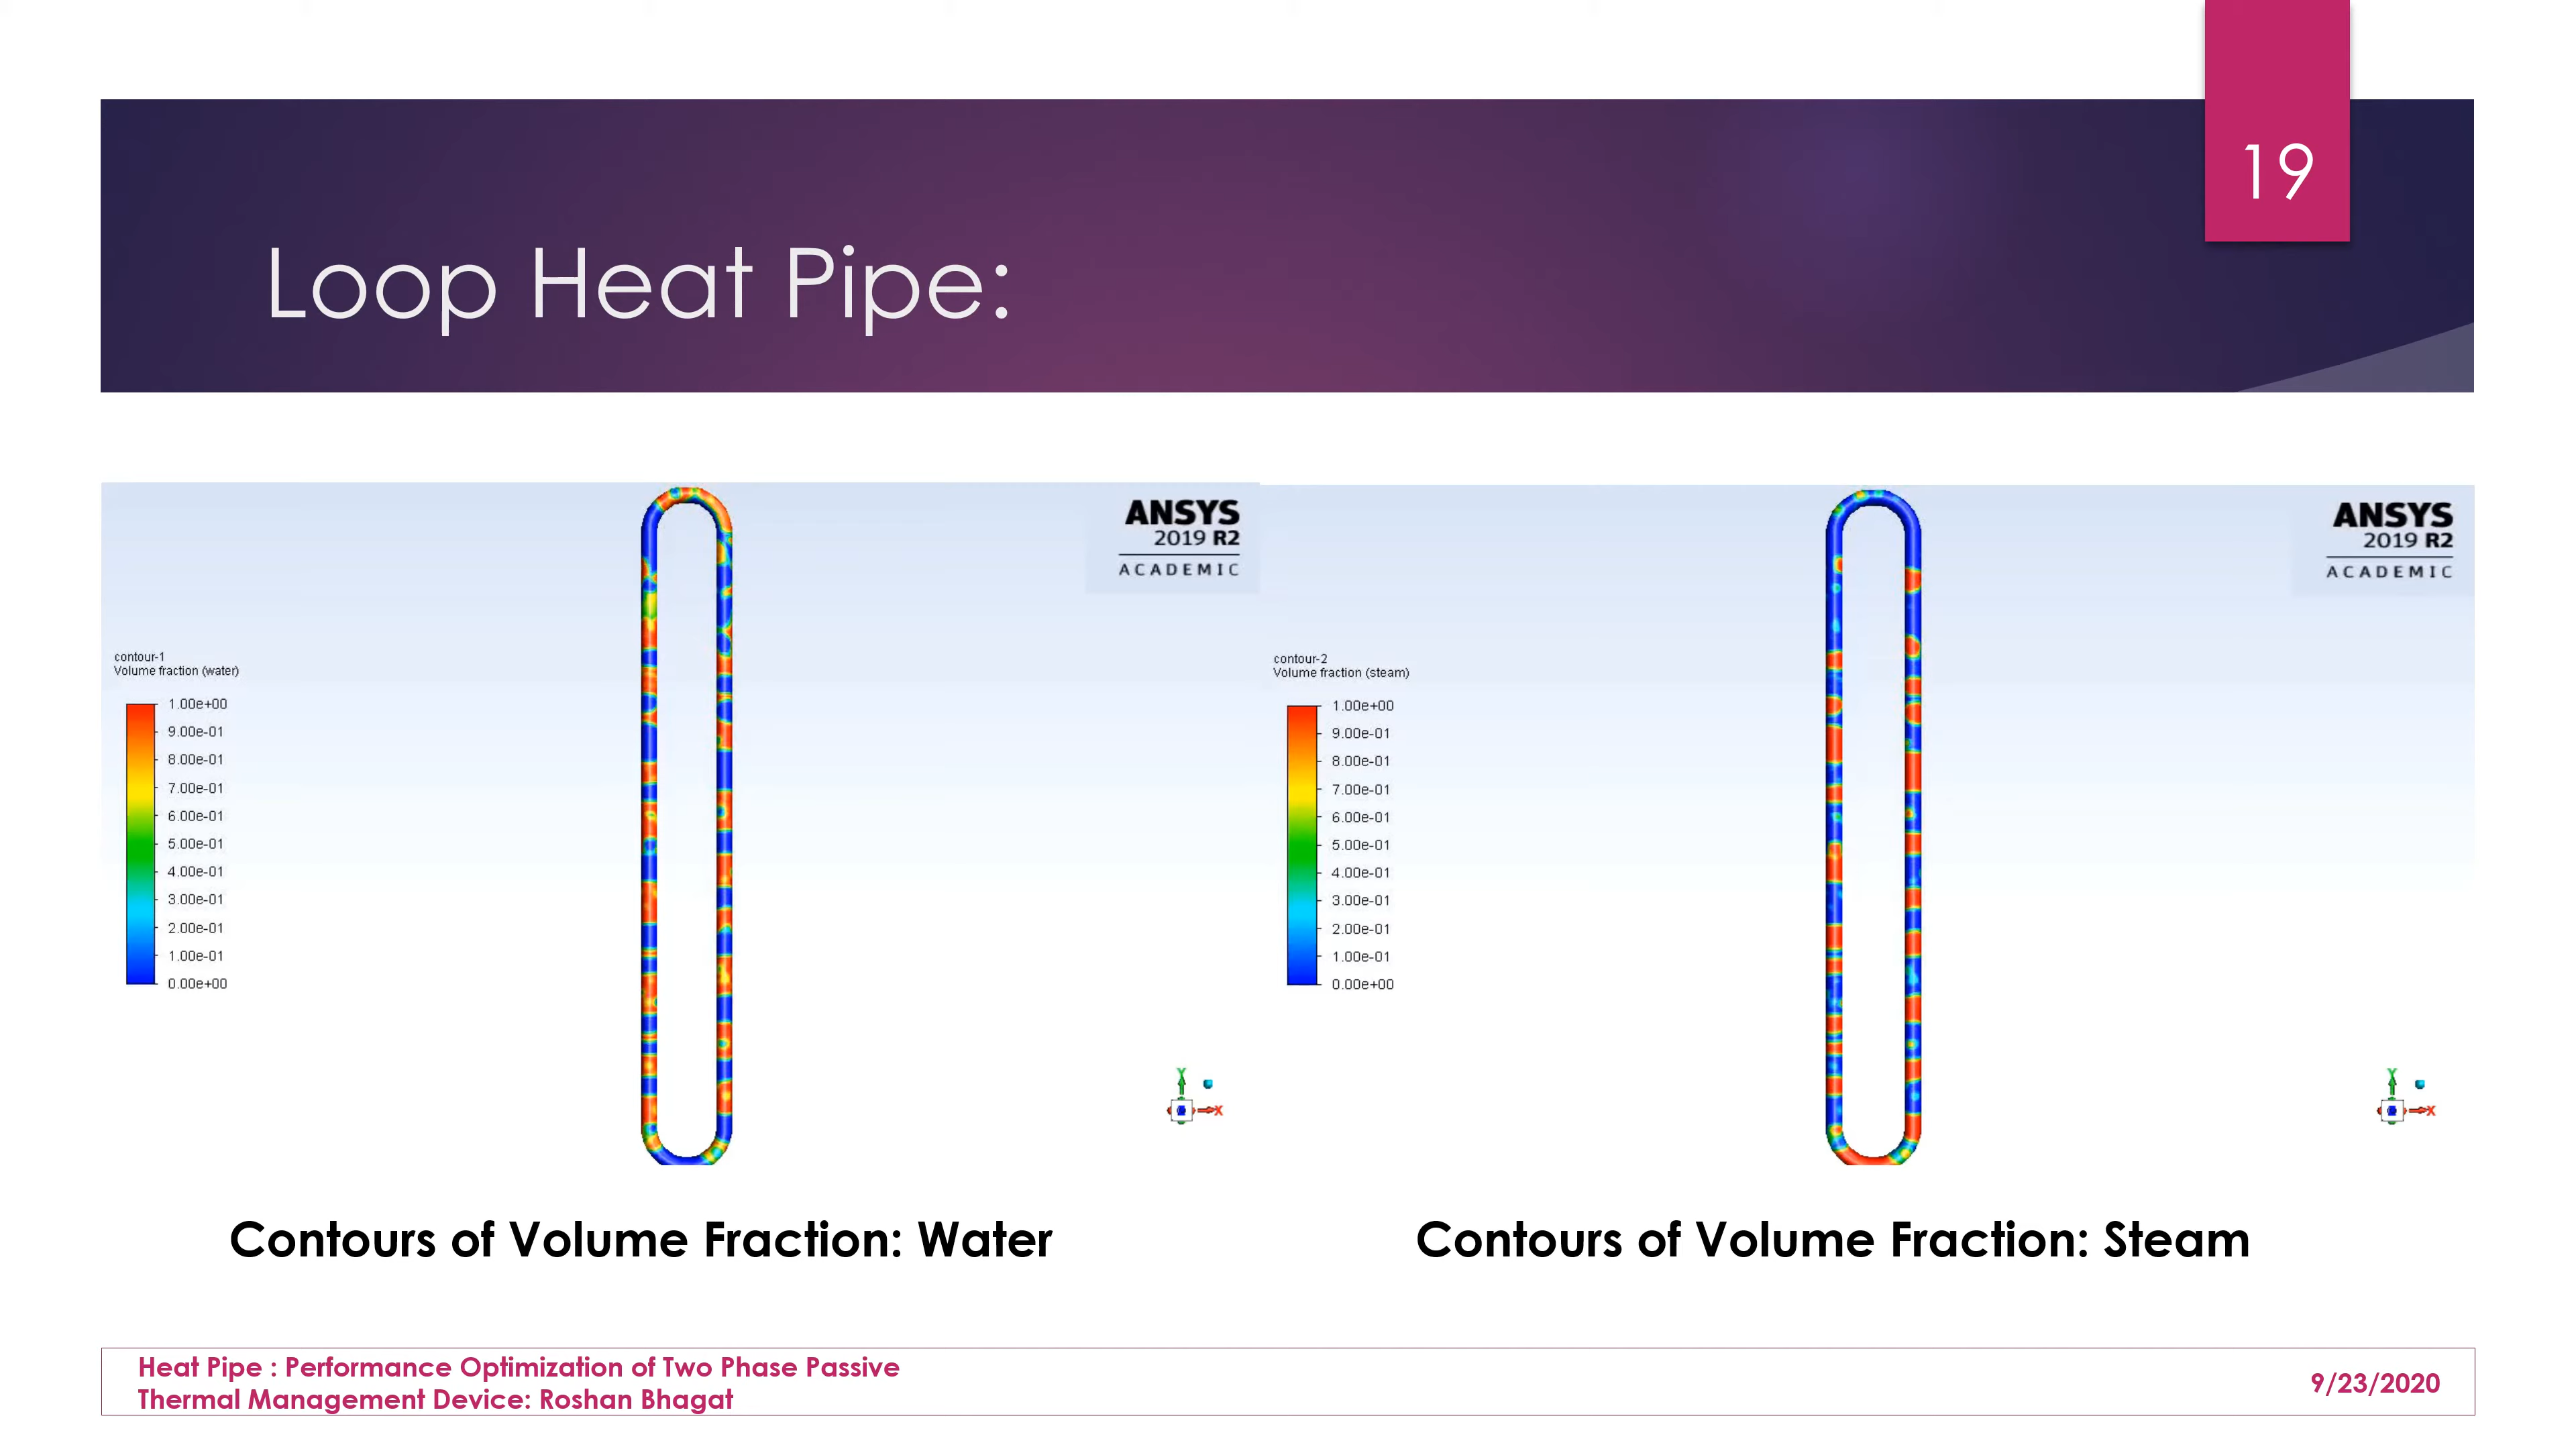 19
Loop Heat Pipe:
ANSYS
2019 R2
ACADEMIC
contour-1
Volume fraction (water)
1.00e+00
9.00e-01
8.00e-01
7.00e-01
6.00e-01
5.00e-01
4.00e-01
3.00e-01
2.00e-01
1.00e-01
0.00e+00
Y
X
Contours of Volume Fraction: Water
ANSYS
2019 R2
ACADEMIC
contour-2
Volume fraction (steam)
1.00e+00
9.00e-01
8.00e-01
7.00e-01
6.00e-01
5.00e-01
4.00e-01
3.00e-01
2.00e-01
1.00e-01
0.00e+00
Y
X
Contours of Volume Fraction: Steam
Heat Pipe : Performance Optimization of Two Phase Passive
Thermal Management Device: Roshan Bhagat
9/23/2020